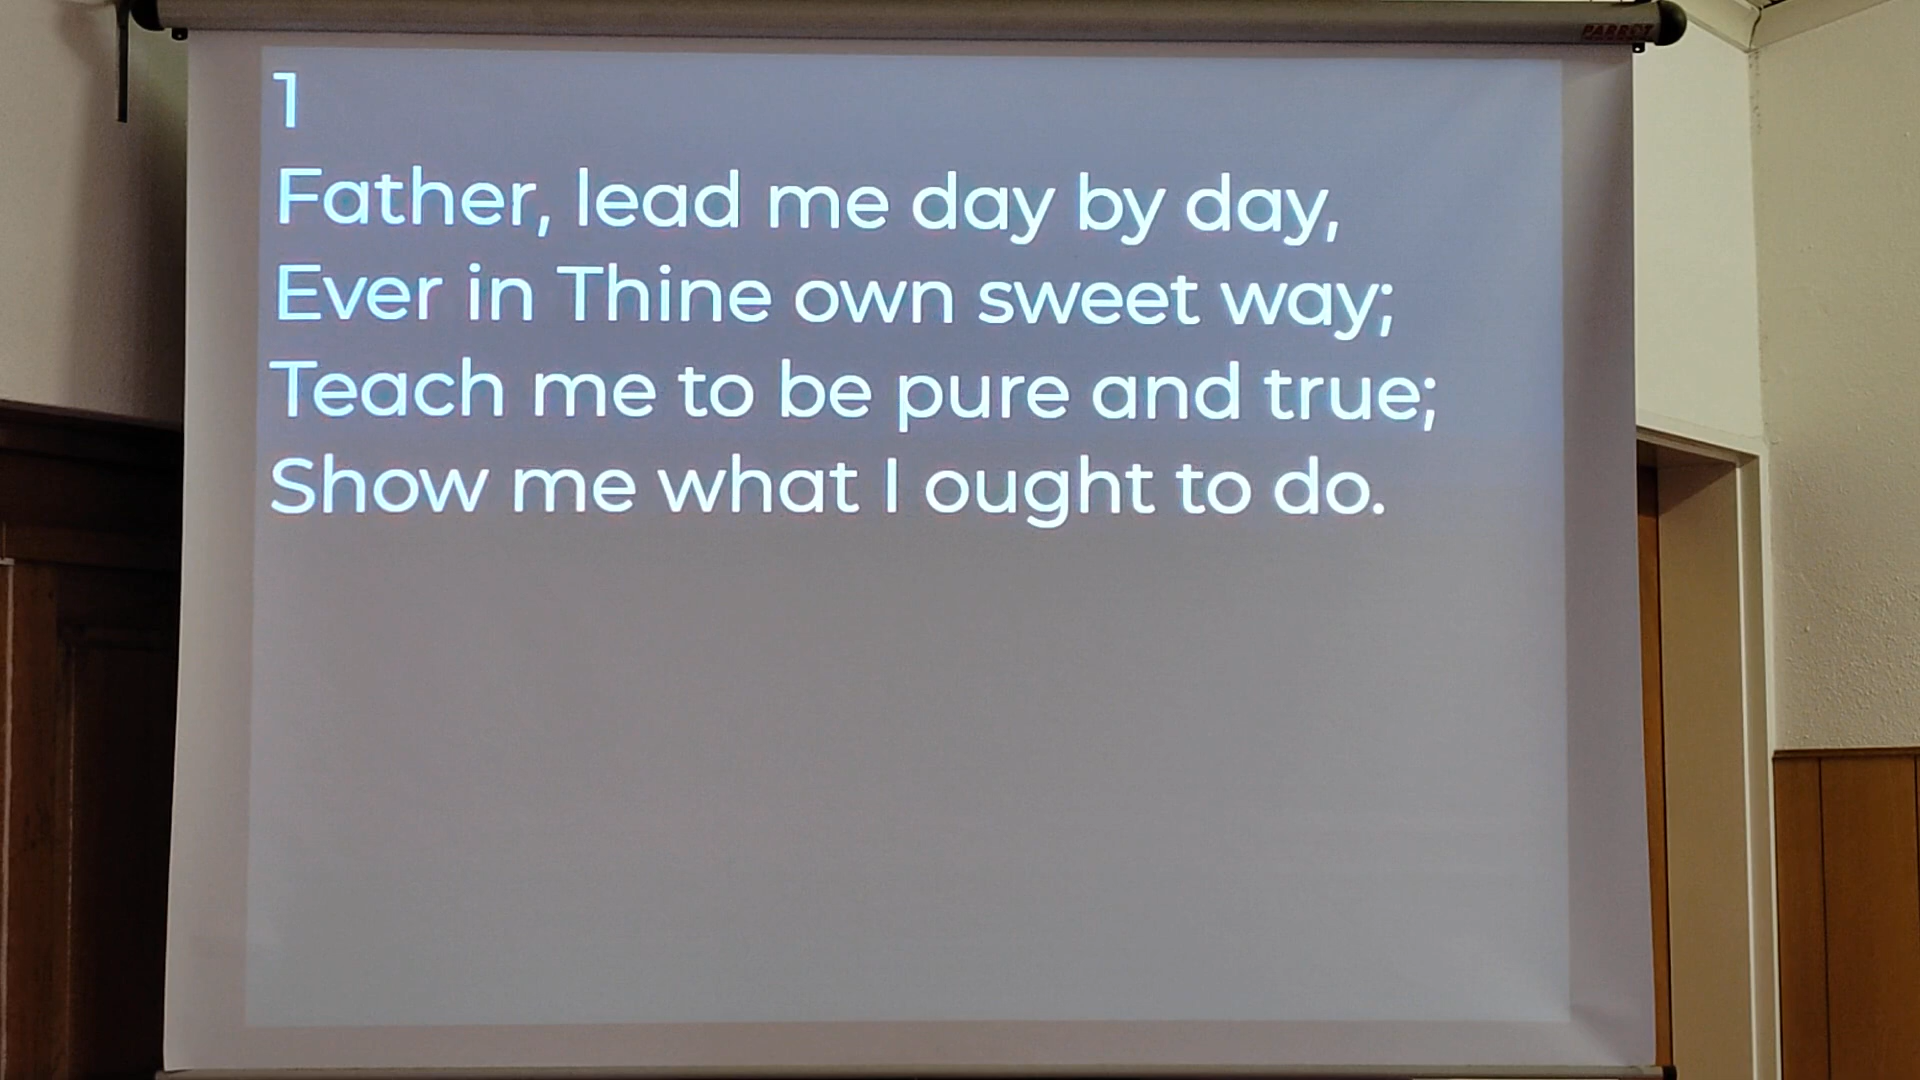 PARROT
1
Father, lead me day by day,
Ever in Thine own sweet way;
Teach me to be pure and true;
Show me what I ought to do.